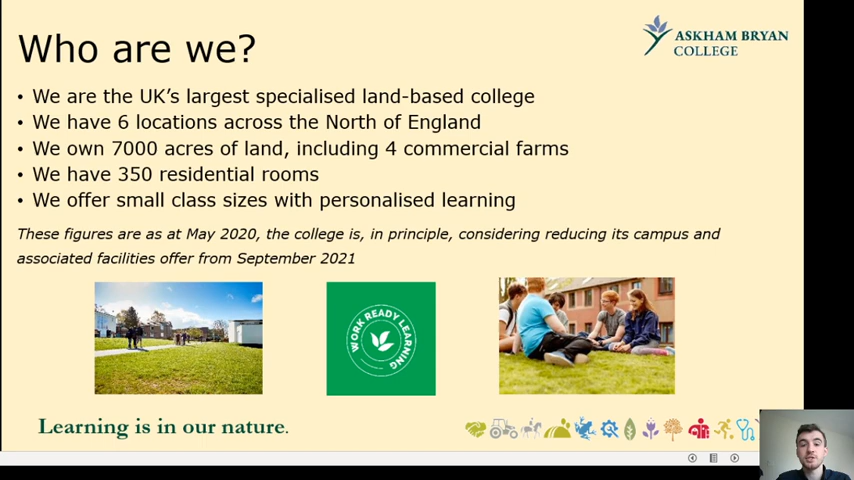 Who are we?
ASKHAM BRYAN
COLLEGE
• We are the UK's largest specialised land-based college
• We have 6 locations across the North of England
• We own 7000 acres of land, including 4 commercial farms
• We have 350 residential rooms
• We offer small class sizes with personalised learning
These figures are as at May 2020, the college is, in principle, considering reducing its campus and
associated facilities offer from September 2021
WORK READY LEARNING
Learning is in our nature.